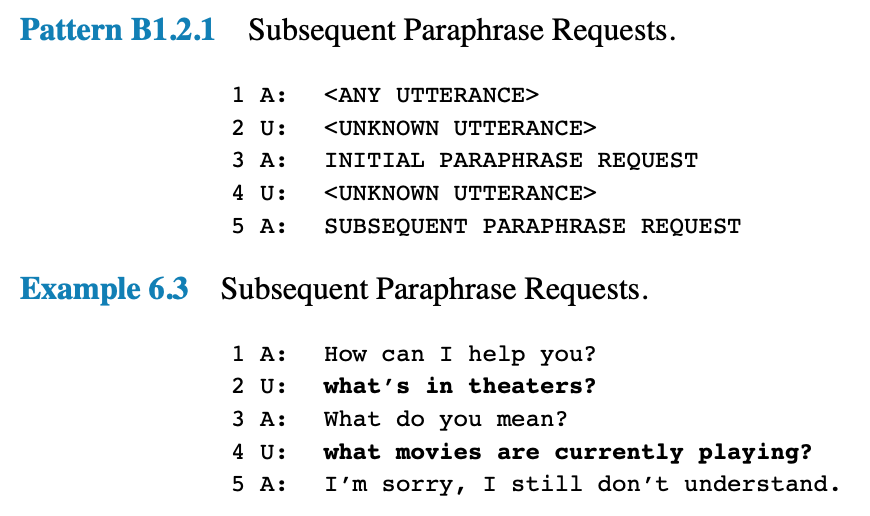 Pattern B1.2.1 Subsequent Paraphrase Requests.
1 A: <ANY UTTERANCE>
2 U: <UNKNOWN UTTERANCE>
3 A: INITIAL PARAPHRASE REQUEST
4 U: <UNKNOWN UTTERANCE>
5 A: SUBSEQUENT PARAPHRASE REQUEST
Example 6.3 Subsequent Paraphrase Requests.
1 A: How can I help you?
2 U: what’s in theaters?
3 A: What do you mean?
4 U: what movies are currently playing?
5 A: I’m sorry, I still don’t understand.